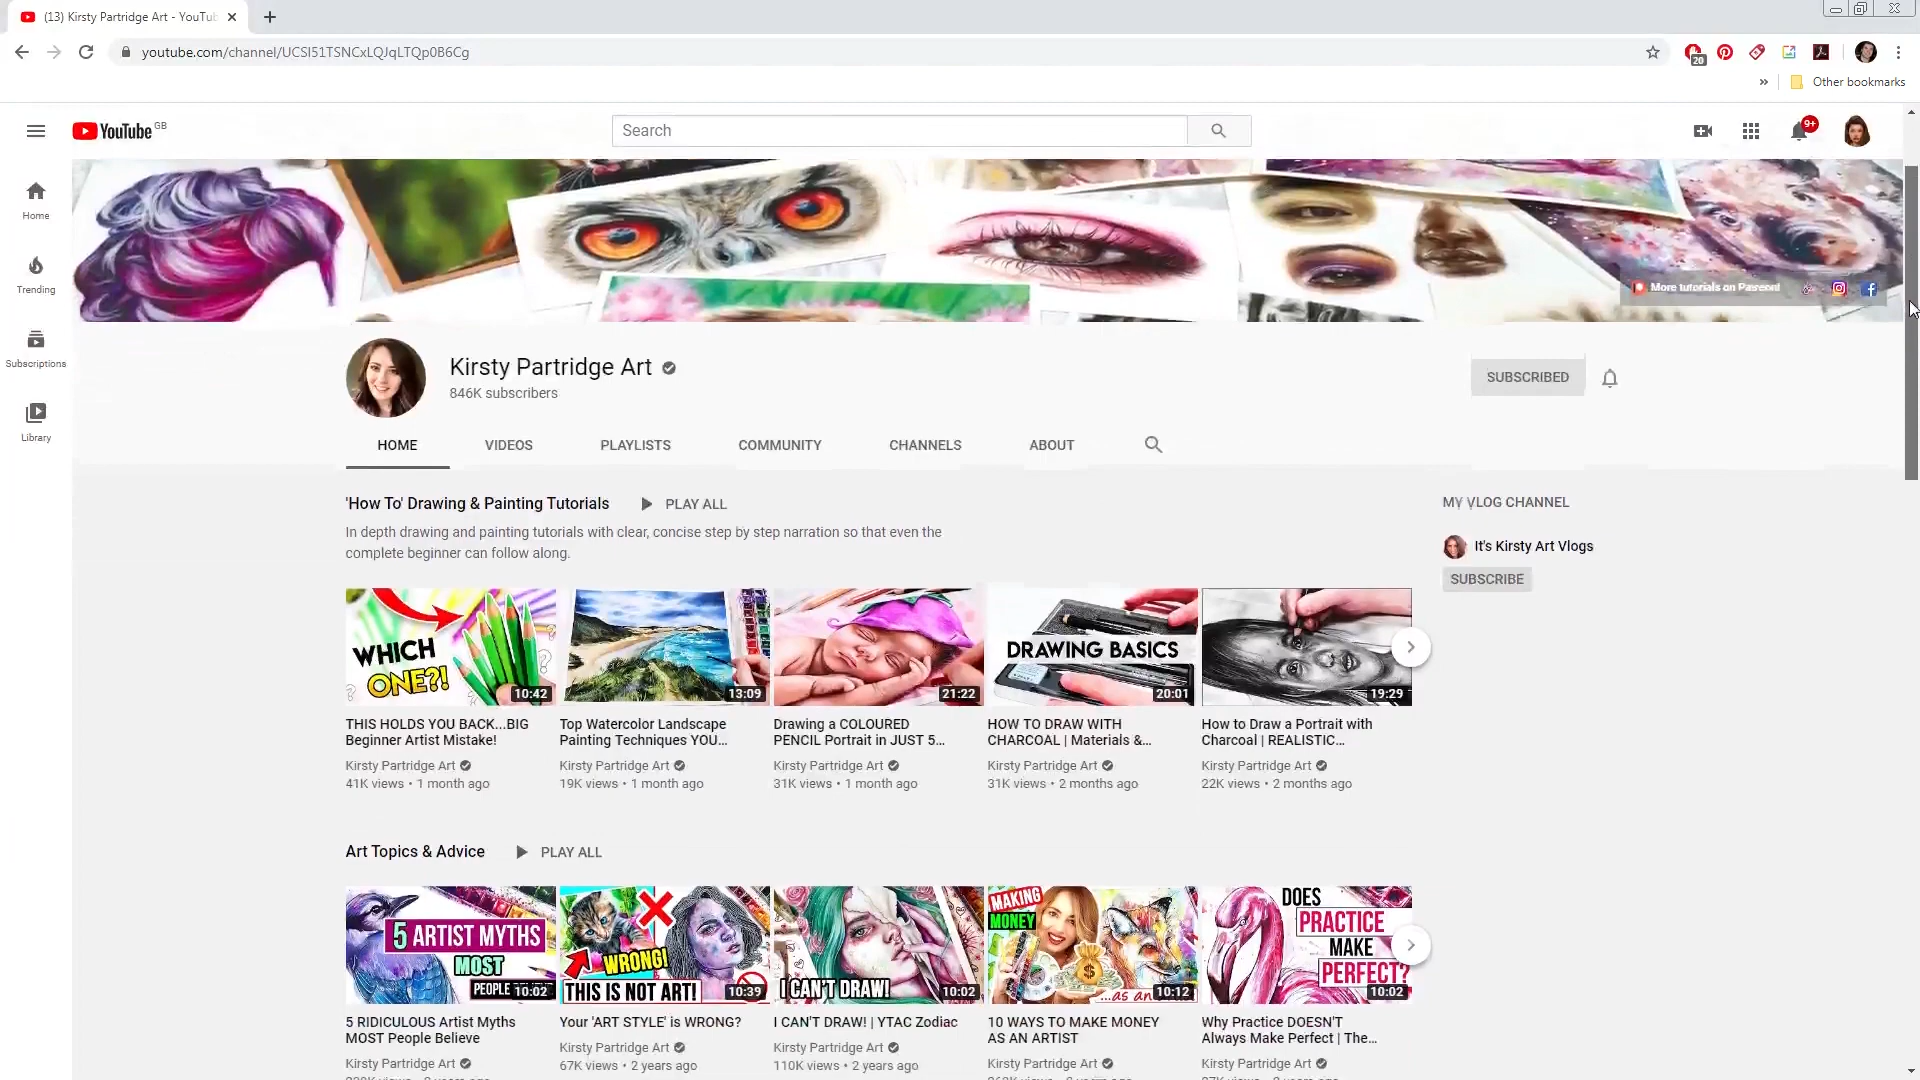 (13) Kirsty Partridge Art - YouTub
youtube.com/channel/UCSI51TSNCxLQJqLTQp0B6Cg
20
Other bookmarks
YouTube GB
Search
9+
Home
Trending
Subscriptions
Library
More tutorials on Patreon!
Kirsty Partridge Art
846K subscribers
SUBSCRIBED
HOME VIDEOS PLAYLISTS COMMUNITY CHANNELS ABOUT
'How To' Drawing & Painting Tutorials PLAY ALL
In depth drawing and painting tutorials with clear, concise step by step narration so that even the
complete beginner can follow along.
MY VLOG CHANNEL
It's Kirsty Art Vlogs
SUBSCRIBE
WHICH
ONE?!
10:42
THIS HOLDS YOU BACK...BIG
Beginner Artist Mistake!
Kirsty Partridge Art
41K views • 1 month ago
13:09
Top Watercolor Landscape
Painting Techniques YOU...
Kirsty Partridge Art
19K views • 1 month ago
21:22
Drawing a COLOURED
PENCIL Portrait in JUST 5...
Kirsty Partridge Art
31K views • 1 month ago
DRAWING BASICS
20:01
HOW TO DRAW WITH
CHARCOAL | Materials &...
Kirsty Partridge Art
31K views • 2 months ago
19:29
How to Draw a Portrait with
Charcoal | REALISTIC...
Kirsty Partridge Art
22K views • 2 months ago
Art Topics & Advice PLAY ALL
5 ARTIST MYTHS
MOST
PEOPLE
10:02
5 RIDICULOUS Artist Myths
MOST People Believe
Kirsty Partridge Art
WRONG!
THIS IS NOT ART!
10:39
Your 'ART STYLE' is WRONG?
Kirsty Partridge Art
67K views • 2 years ago
I CAN'T DRAW!
10:02
I CAN'T DRAW! | YTAC Zodiac
Kirsty Partridge Art
110K views • 2 years ago
MAKING
MONEY
...as an
10:12
10 WAYS TO MAKE MONEY
AS AN ARTIST
Kirsty Partridge Art
DOES
PRACTICE
MAKE
PERFECT?
10:02
Why Practice DOESN'T
Always Make Perfect | The...
Kirsty Partridge Art